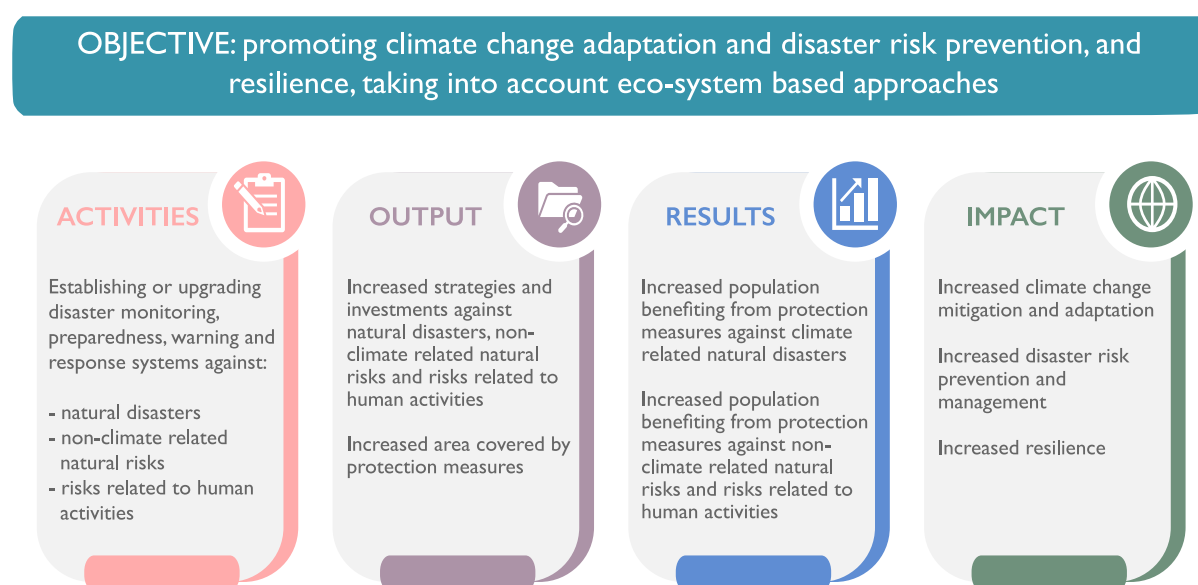 OBJECTIVE: promoting climate change adaptation and disaster risk prevention, and
resilience, taking into account eco-system based approaches
ACTIVITIES
Establishing or upgrading
disaster monitoring,
preparedness, warning and
response systems against:
- natural disasters
- non-climate related
natural risks
- risks related to human
activities
OUTPUT
Increased strategies and
investments against
natural disasters, non-
climate related natural
risks and risks related to
human activities
Increased area covered by
protection measures
RESULTS
Increased population
benefiting from protection
measures against climate
related natural disasters
Increased population
benefiting from protection
measures against non-
climate related natural
risks and risks related to
human activities
IMPACT
Increased climate change
mitigation and adaptation
Increased disaster risk
prevention and
management
Increased resilience